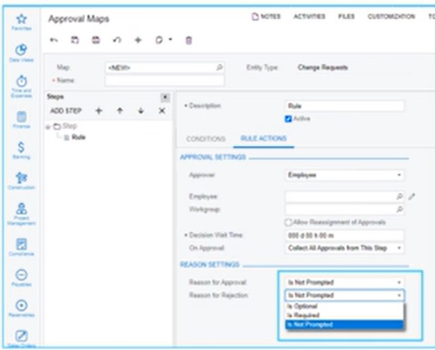 Approval Maps
NOTES ACTIVITIES FILES CUSTOMIZATION
Map: <NEW> Entity Type: Change Requests
Name:
Favorites
Data Views
Time and Expenses
Finance
Banking
Construction
Project Management
Compliance
Payables
Receivables
Sales Orders
Steps
ADD STEP
Step
Rule
Description: Rule
Active
CONDITIONS RULE ACTIONS
APPROVAL SETTINGS
Approver: Employee
Employee:
Workgroup:
Allow Reassignment of Approvals
Decision Wait Time: 000 d 00 h 00 m
On Approval: Collect All Approvals from This Step
REASON SETTINGS
Reason for Approval: Is Not Prompted
Reason for Rejection: Is Not Prompted
Is Optional
Is Required
Is Not Prompted